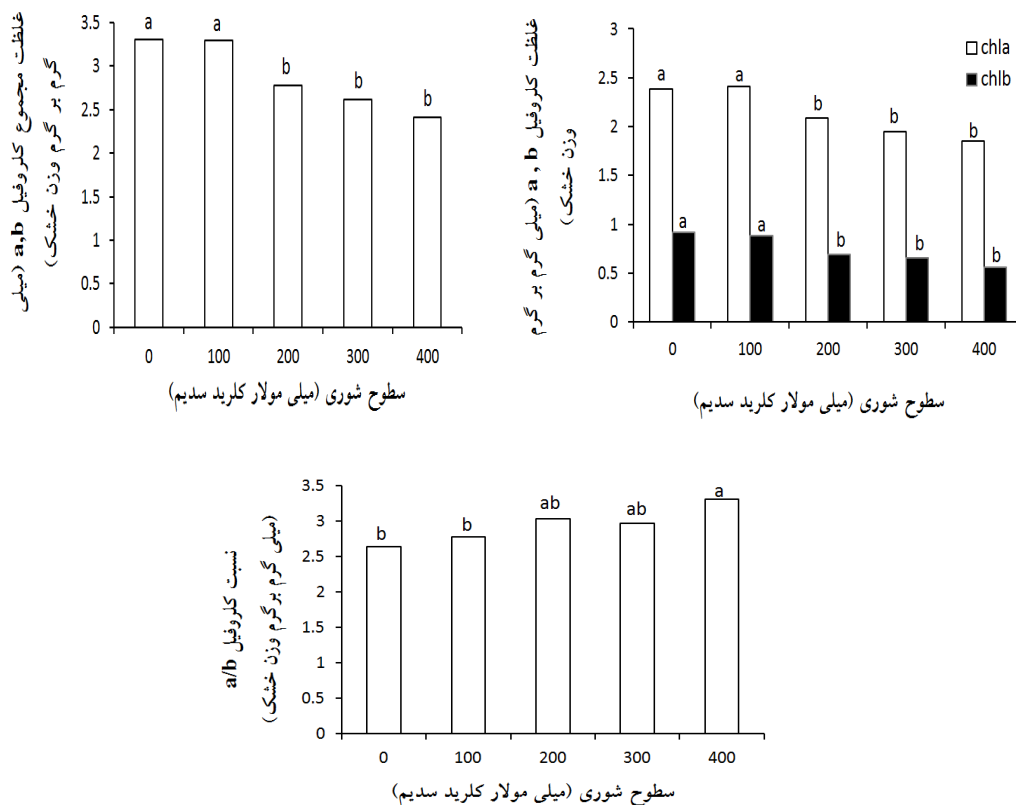 غلظت مجموع کلروفیل a,b (میلی
گرم بر گرم وزن خشک)
3.5
3
2.5
2
1.5
1
0.5
0
a a b b b
0 100 200 300 400
سطوح شوری (میلی مولار کلرید سدیم)
غلظت کلروفیل a , b (میلی گرم بر گرم
وزن خشک)
3
2.5
2
1.5
1
0.5
0
chla
chlb
a a b b b
a a b b b
0 100 200 300 400
سطوح شوری (میلی مولار کلرید سدیم)
نسبت کلروفیل a/b
(میلی گرم برگرم وزن خشک)
3.5
3
2.5
2
1.5
1
0.5
0
b b ab ab a
0 100 200 300 400
سطوح شوری (میلی مولار کلرید سدیم)